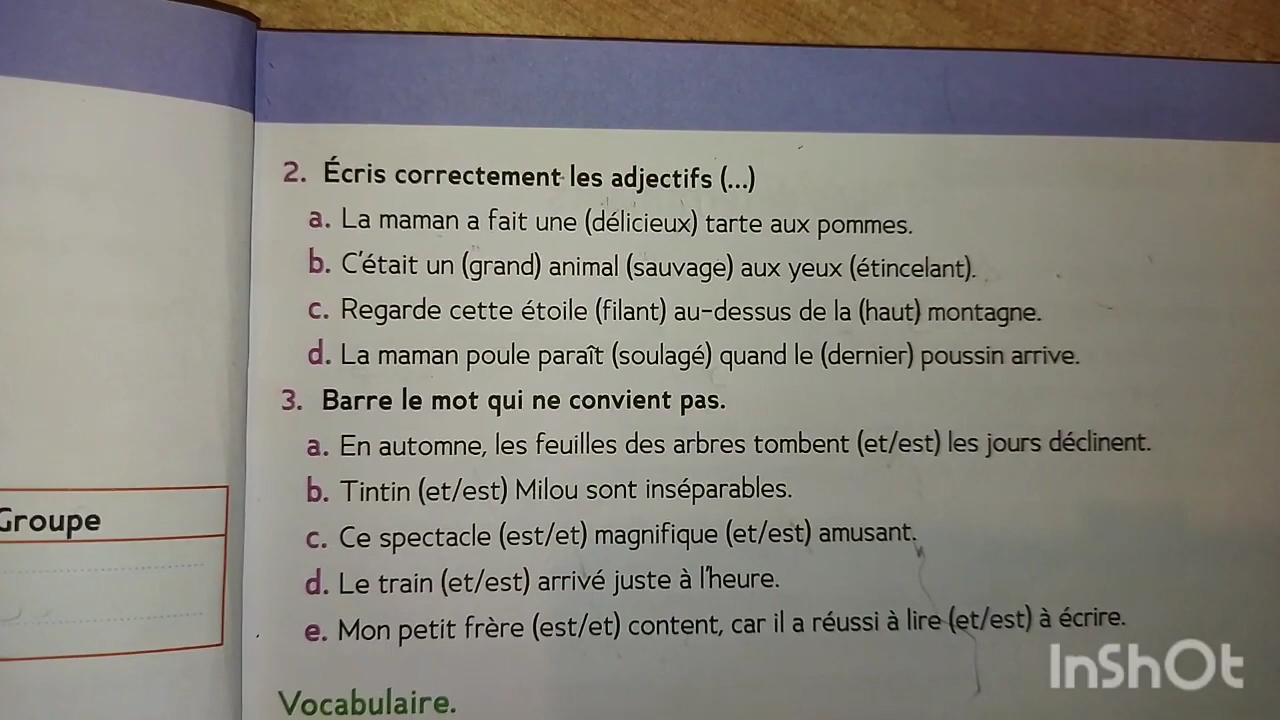 2. Écris correctement les adjectifs (...)
a. La maman a fait une (délicieux) tarte aux pommes.
b. C'était un (grand) animal (sauvage) aux yeux (étincelant).
c. Regarde cette étoile (filant) au-dessus de la (haut) montagne.
d. La maman poule paraît (soulagé) quand le (dernier) poussin arrive.
3. Barre le mot qui ne convient pas.
a. En automne, les feuilles des arbres tombent (et/est) les jours déclinent.
b. Tintin (et/est) Milou sont inséparables.
c. Ce spectacle (est/et) magnifique (et/est) amusant.
d. Le train (et/est) arrivé juste à l'heure.
e. Mon petit frère (est/et) content, car il a réussi à lire (et/est) à écrire.
Vocabulaire.
Groupe
InShOt